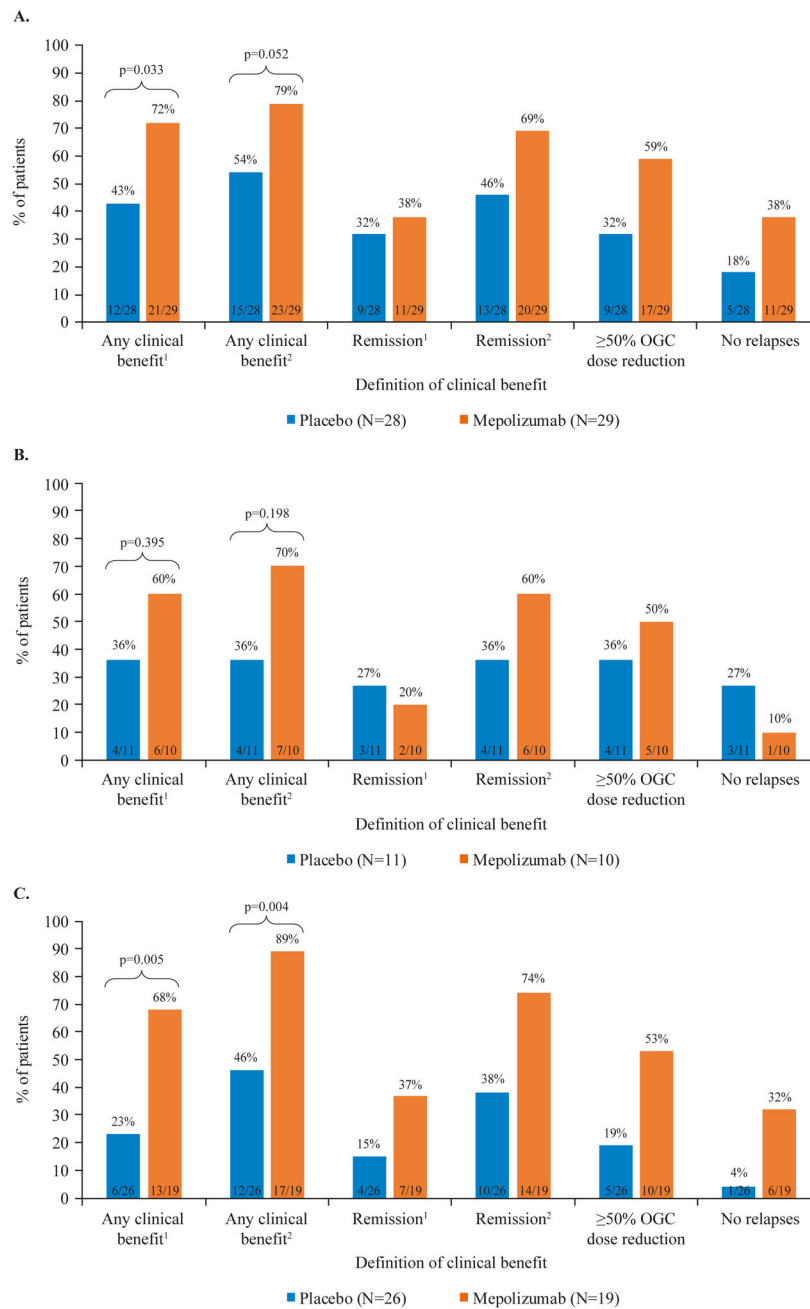 A.
% of patients
100
90
80
70
60
50
40
30
20
10
0
p=0.033
p=0.052
43% 72% 54% 79% 32% 38% 46% 69% 32% 59% 18% 38%
12/28 21/29 15/28 23/29 9/28 11/29 13/28 20/29 9/28 17/29 5/28 11/29
Any clinical Any clinical Remission¹ Remission² ≥50% OGC No relapses
benefit¹ benefit² dose reduction
Definition of clinical benefit
Placebo (N=28) Mepolizumab (N=29)
B.
% of patients
100
90
80
70
60
50
40
30
20
10
0
p=0.395
p=0.198
36% 60% 36% 70% 27% 20% 36% 60% 36% 50% 27% 10%
4/11 6/10 4/11 7/10 3/11 2/10 4/11 6/10 4/11 5/10 3/11 1/10
Any clinical Any clinical Remission¹ Remission² ≥50% OGC No relapses
benefit¹ benefit² dose reduction
Definition of clinical benefit
Placebo (N=11) Mepolizumab (N=10)
C.
% of patients
100
90
80
70
60
50
40
30
20
10
0
p=0.005
p=0.004
23% 68% 46% 89% 15% 37% 38% 74% 19% 53% 4% 32%
6/26 13/19 12/26 17/19 4/26 7/19 10/26 14/19 5/26 10/19 1/26 6/19
Any clinical Any clinical Remission¹ Remission² ≥50% OGC No relapses
benefit¹ benefit² dose reduction
Definition of clinical benefit
Placebo (N=26) Mepolizumab (N=19)